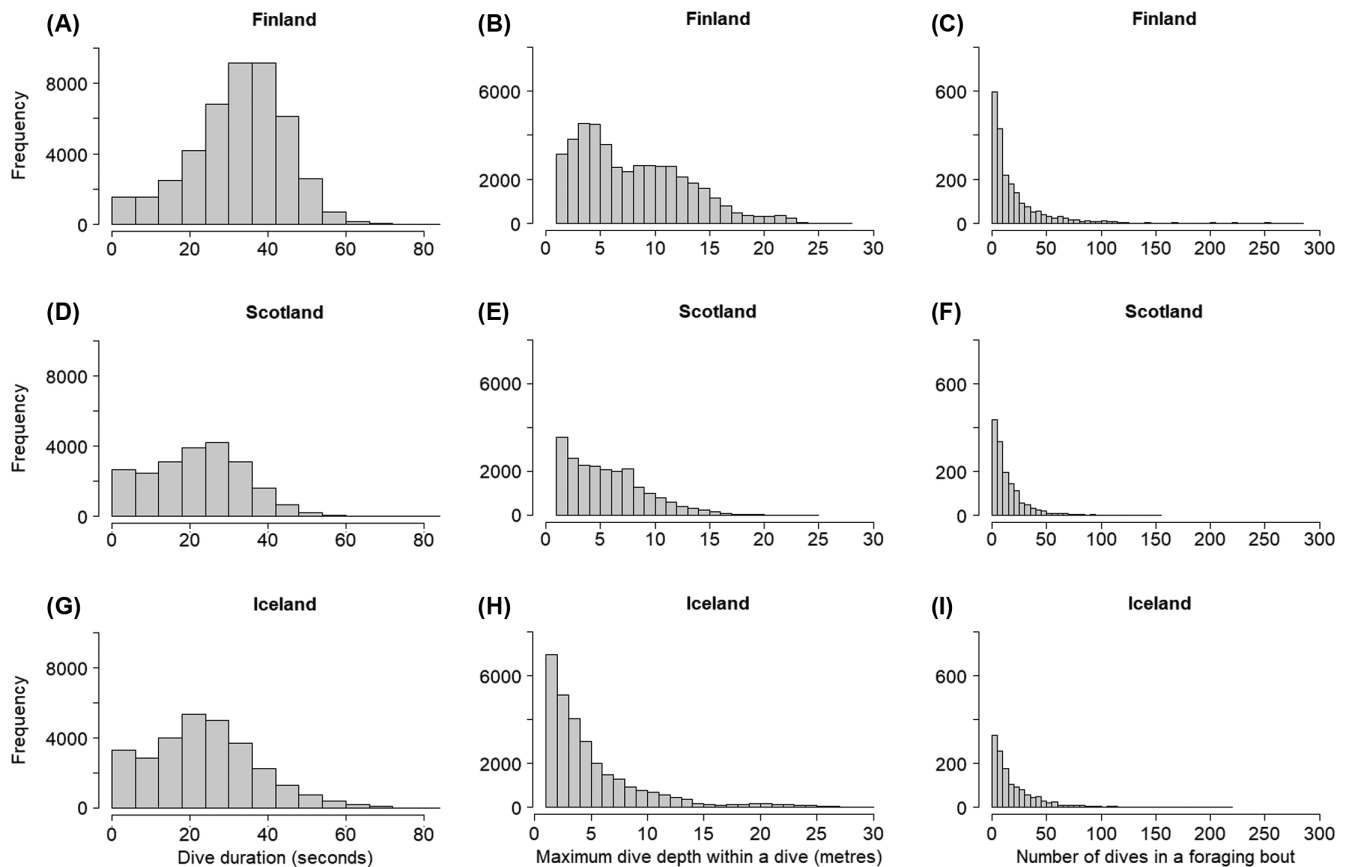 (A) Finland
Frequency
8000
4000
0
0 20 40 60 80
(B) Finland
6000
2000
0
0 5 10 15 20 25 30
(C) Finland
600
200
0
0 50 100 150 200 250 300
(D) Scotland
Frequency
8000
4000
0
0 20 40 60 80
(E) Scotland
6000
2000
0
0 5 10 15 20 25 30
(F) Scotland
600
200
0
0 50 100 150 200 250 300
(G) Iceland
Frequency
8000
4000
0
0 20 40 60 80
Dive duration (seconds)
(H) Iceland
6000
2000
0
0 5 10 15 20 25 30
Maximum dive depth within a dive (metres)
(I) Iceland
600
200
0
0 50 100 150 200 250 300
Number of dives in a foraging bout